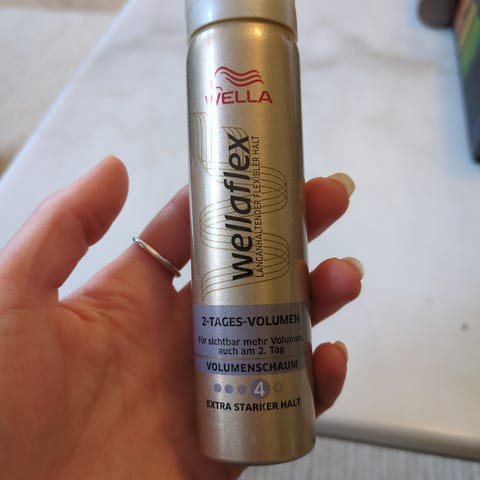 WELLA
wellaflex
LANGANHALTENDER FLEXIBLER HALT
2-TAGES-VOLUMEN
Für sichtbar mehr Volumen,
auch am 2. Tag
VOLUMENSCHAUM
4
EXTRA STARKER HALT